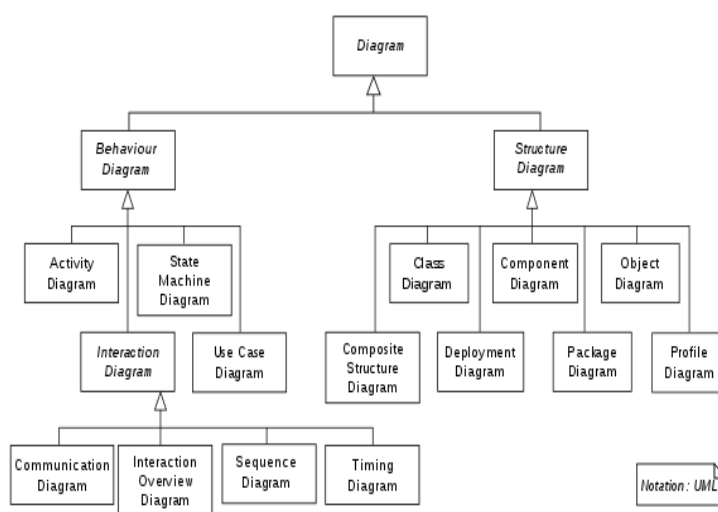 Diagram
Behaviour
Diagram
Structure
Diagram
Activity
Diagram
State
Machine
Diagram
Class
Diagram
Component
Diagram
Object
Diagram
Interaction
Diagram
Use Case
Diagram
Composite
Structure
Diagram
Deployment
Diagram
Package
Diagram
Profile
Diagram
Communication
Diagram
Interaction
Overview
Diagram
Sequence
Diagram
Timing
Diagram
Notation: UML